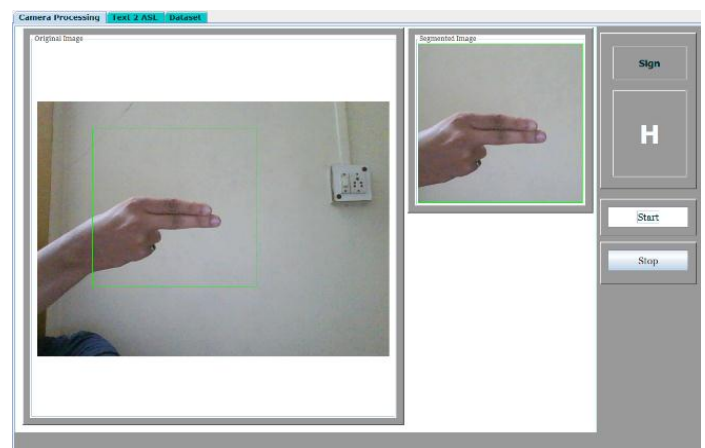 Camera Processing Text 2 ASL Dataset
Original Image
Segmented Image
Sign
H
Start
Stop